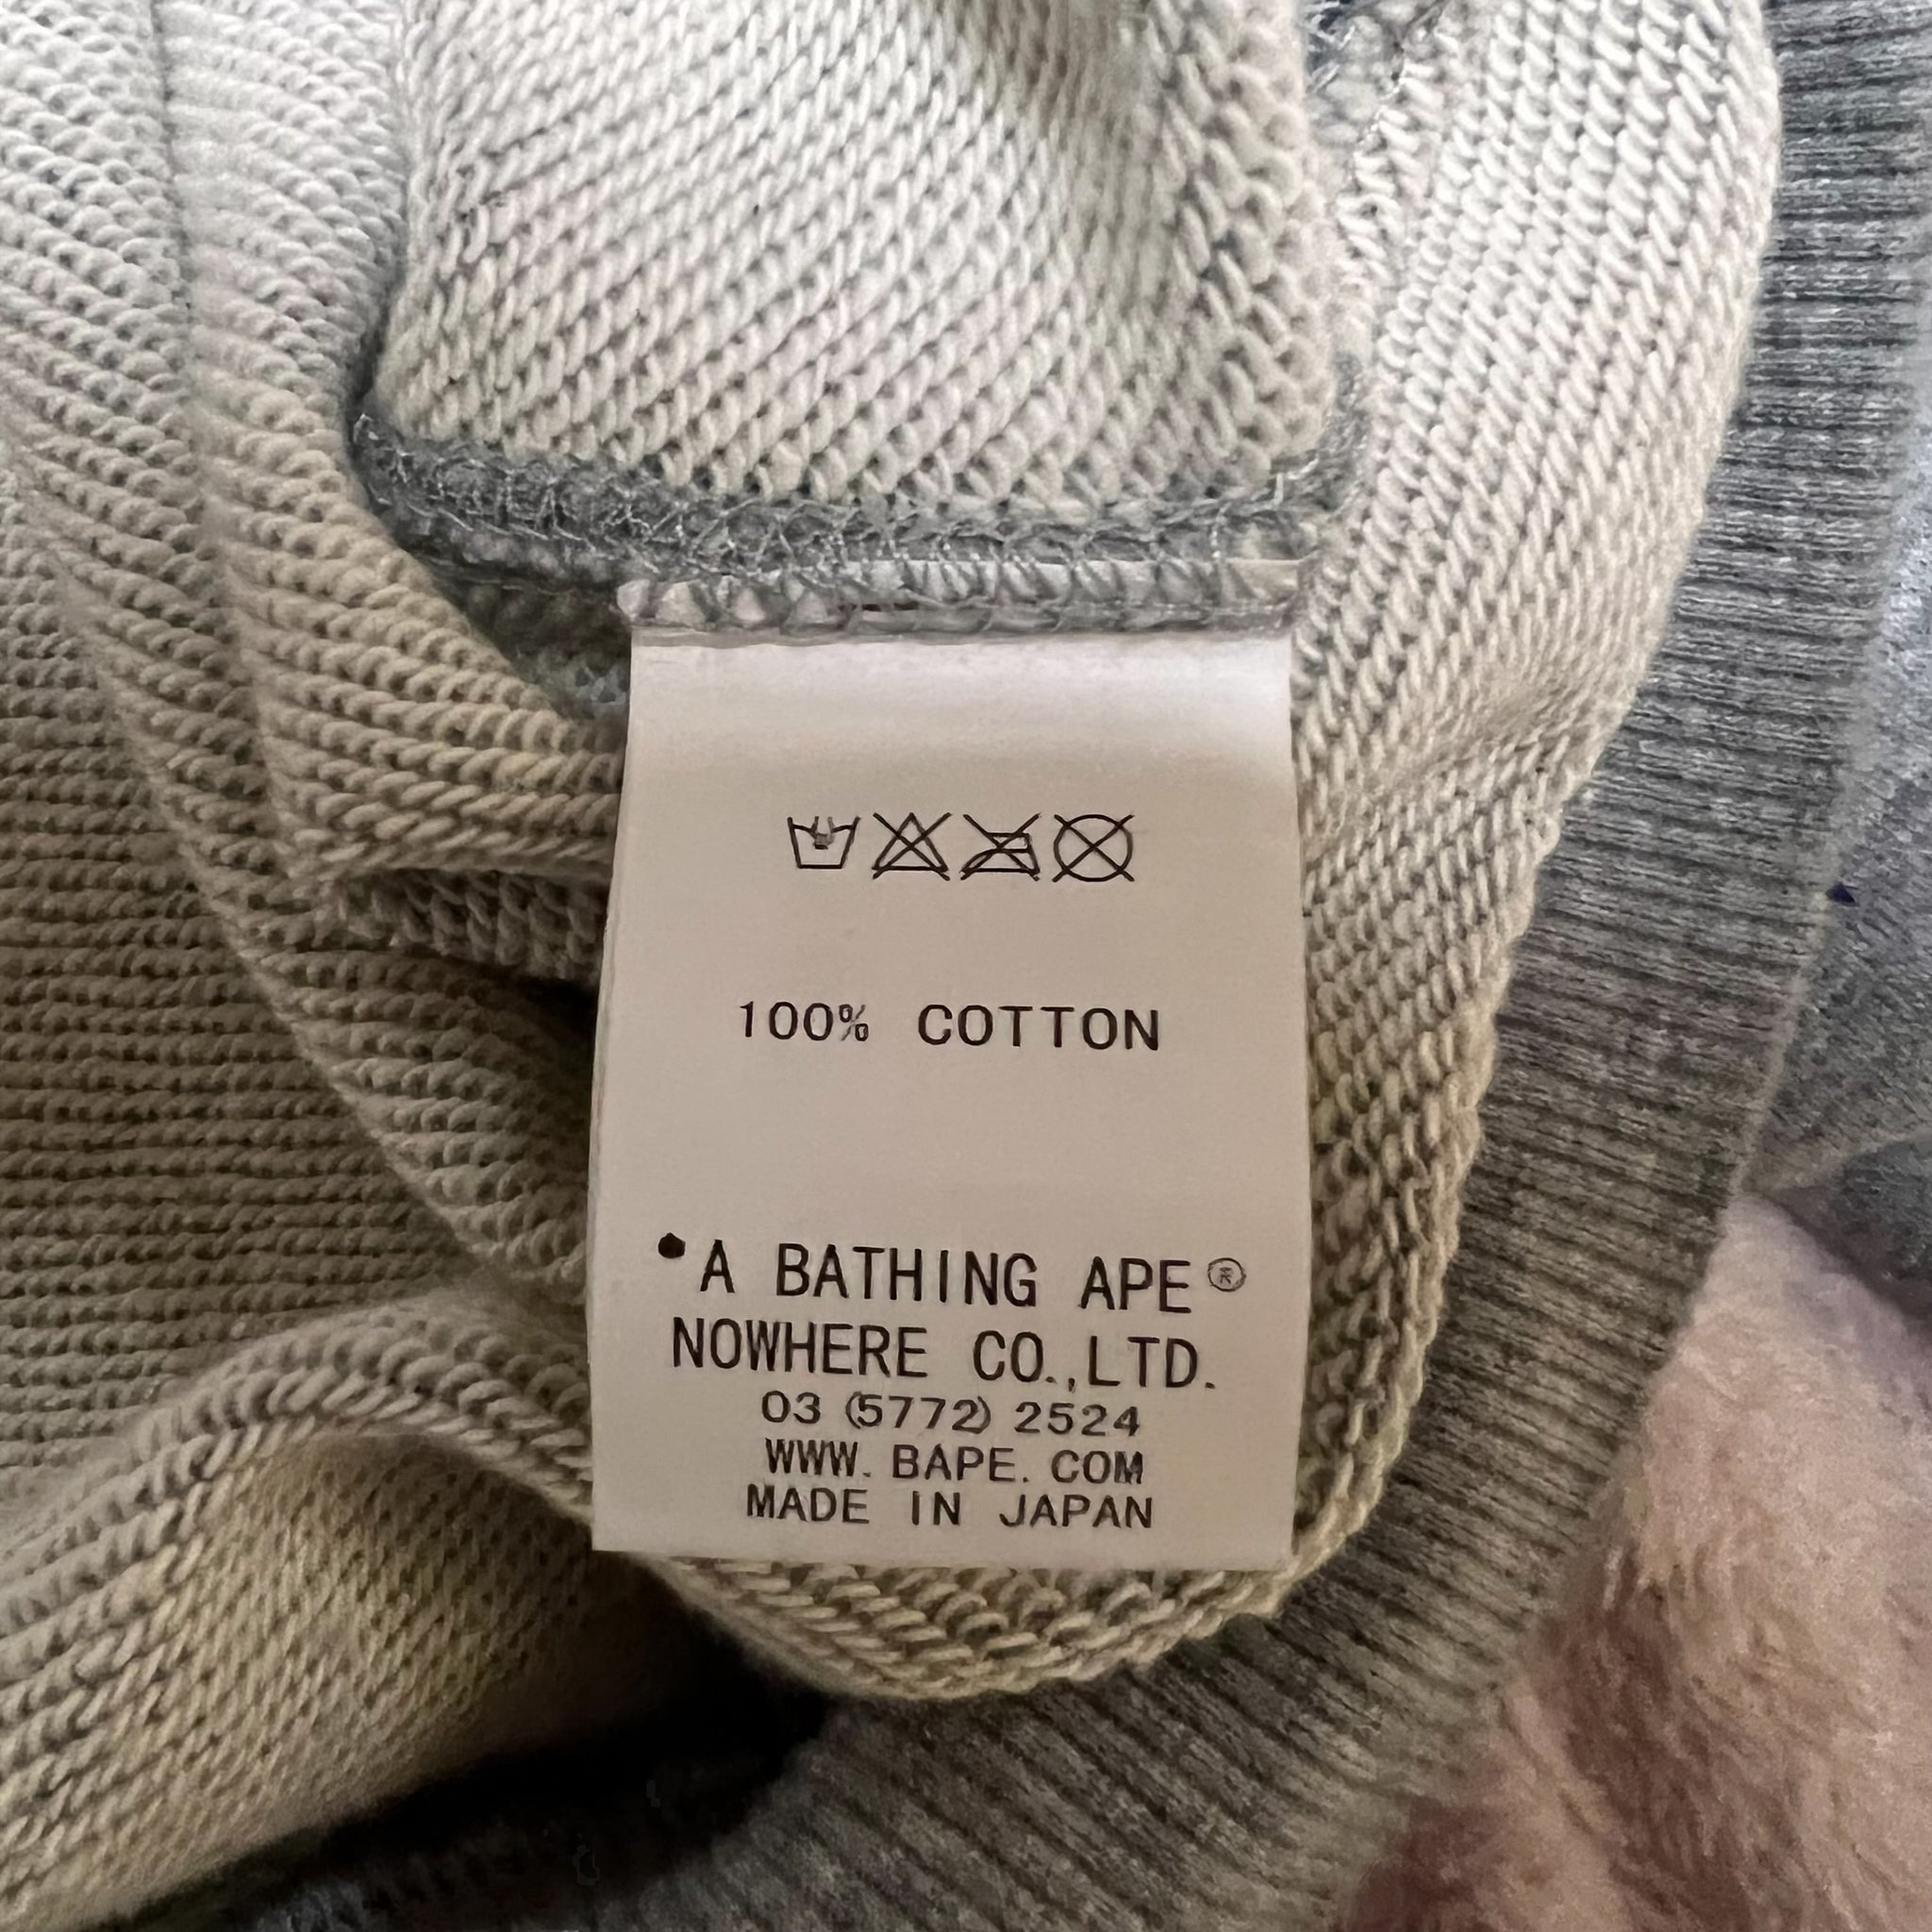 100% COTTON
A BATHING APE®
NOWHERE CO.,LTD.
03 (5772) 2524
WWW. BAPE. COM
MADE IN JAPAN